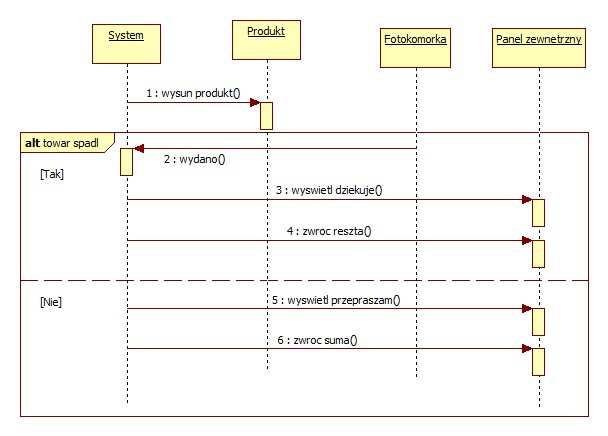 System
Produkt
Fotokomorka
Panel zewnetrzny
1 : wysun produkt()
alt towar spadl
2 : wydano()
[Tak]
3 : wyswietl dziekuje()
4 : zwroc reszta()
[Nie]
5 : wyswietl przepraszam()
6 : zwroc suma()